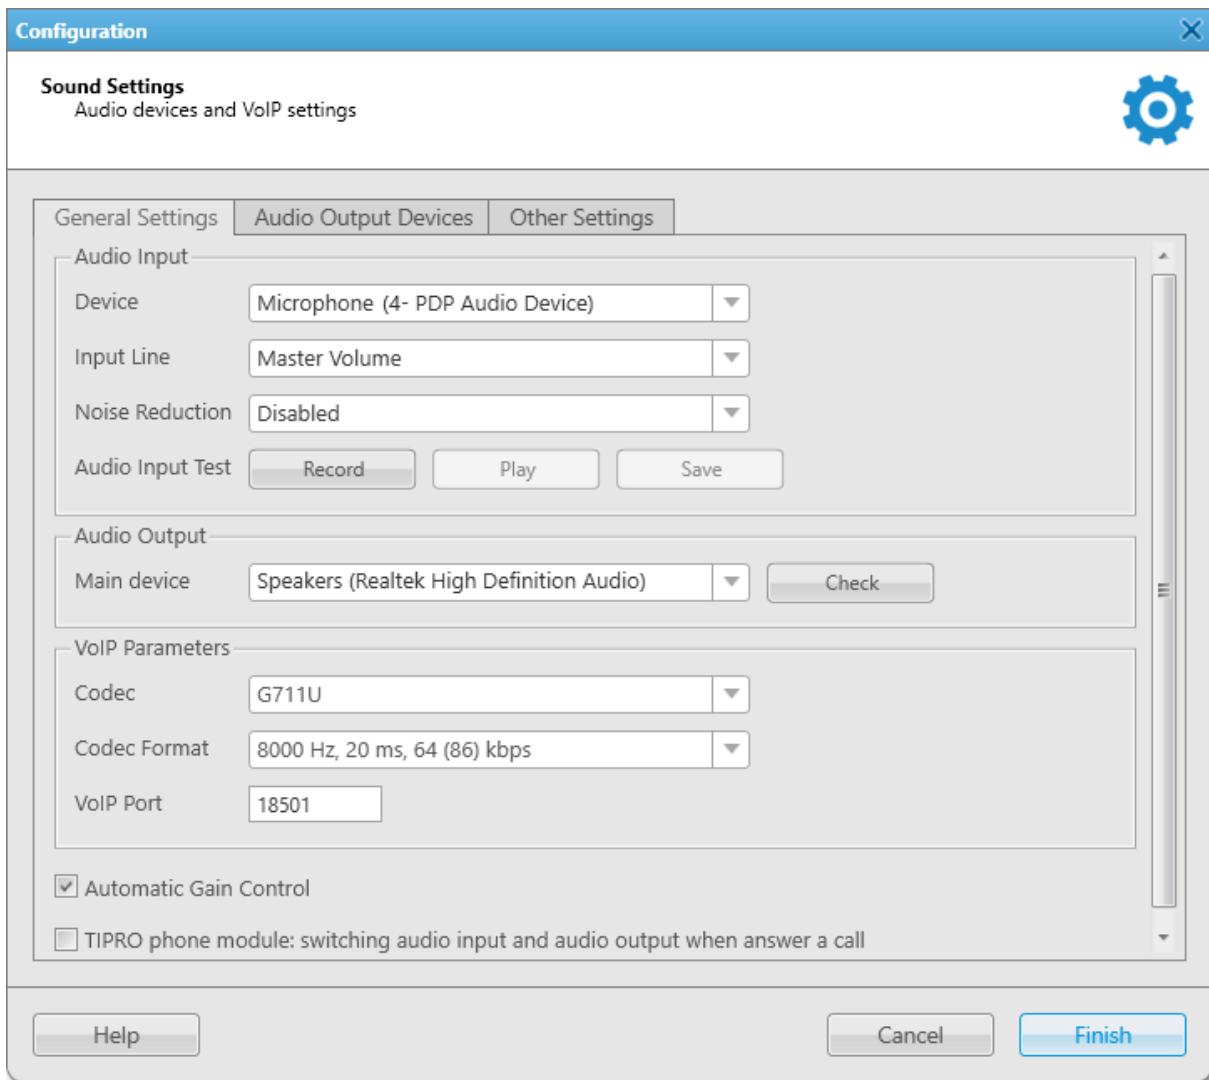 Configuration
Sound Settings
Audio devices and VoIP settings
General Settings Audio Output Devices Other Settings
Audio Input
Device Microphone (4- PDP Audio Device)
Input Line Master Volume
Noise Reduction Disabled
Audio Input Test Record Play Save
Audio Output
Main device Speakers (Realtek High Definition Audio) Check
VoIP Parameters
Codec G711U
Codec Format 8000 Hz, 20 ms, 64 (86) kbps
VoIP Port 18501
Automatic Gain Control
TIPRO phone module: switching audio input and audio output when answer a call
Help Cancel Finish